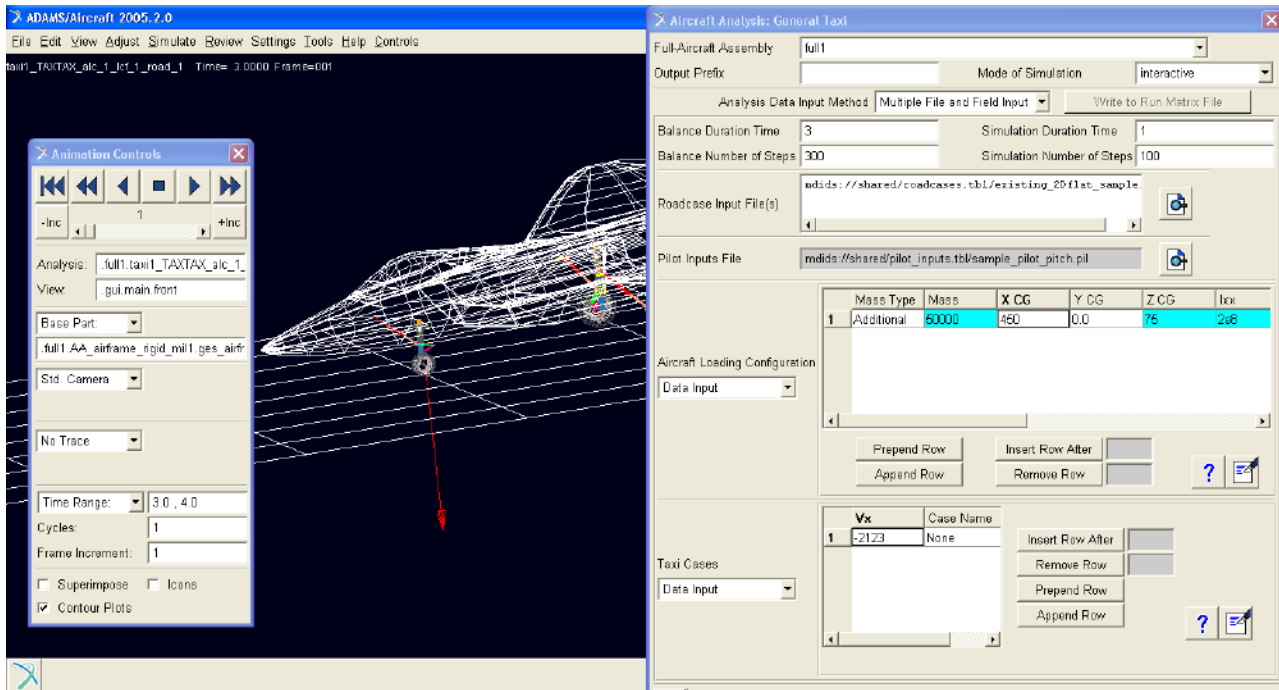 ADAMS/Aircraft 2005.2.0
File Edit View Adjust Simulate Review Settings Tools Help Controls
taxi1_TAXTAX_alc_1_lcf_1_road_1 Time= 3.0000 Frame=001
Animation Controls
-Inc 1 +Inc
Analysis: .full1.taxi1_TAXTAX_alc_1_
View: .gui.main.front
Base Part:
.full1.AA_airframe_rigid_mil1.ges_airfr
Std. Camera
No Trace
Time Range: 3.0 , 4.0
Cycles: 1
Frame Increment: 1
Superimpose Icons
Contour Plots
Aircraft Analysis: General Taxi
Full-Aircraft Assembly full1
Output Prefix Mode of Simulation interactive
Analysis Data Input Method Multiple File and Field Input Write to Run Matrix File
Balance Duration Time 3 Simulation Duration Time 1
Balance Number of Steps 300 Simulation Number of Steps 100
Roadcase Input File(s) mdids://shared/roadcases.tbl/existing_2Dflat_sample.
Pilot Inputs File mdids://shared/pilot_inputs.tbl/sample_pilot_pitch.pil
Aircraft Loading Configuration
Data Input
Mass Type Mass X CG Y CG Z CG Ixx
1 Additional 50000 450 0.0 75 2e8
Prepend Row Insert Row After
Append Row Remove Row
?
Taxi Cases
Data Input
Vx Case Name
1 -2123 None
Insert Row After
Remove Row
Prepend Row
Append Row
?